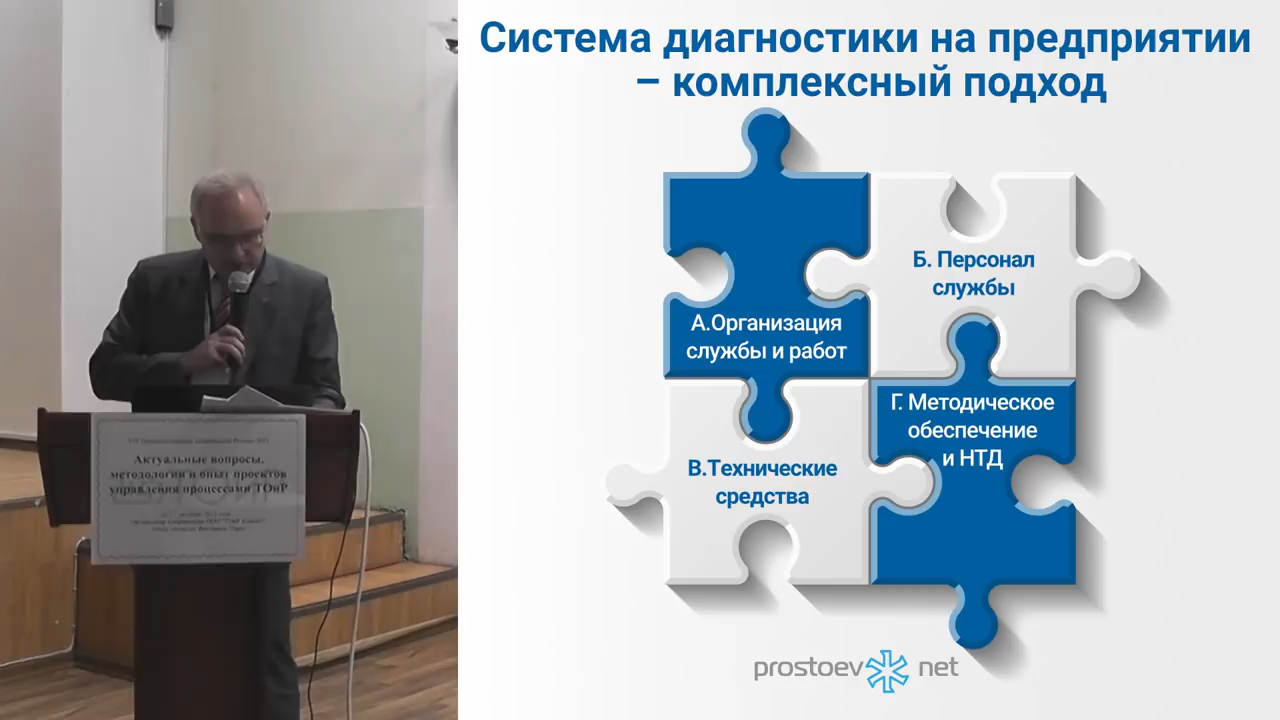 Система диагностики на предприятии
– комплексный подход
А.Организация
службы и работ
Б. Персонал
службы
В.Технические
средства
Г. Методическое
обеспечение
и НТД
prostoev net
Актуальные вопросы,
методологии и опыт проектов
управления процессами ТОиР